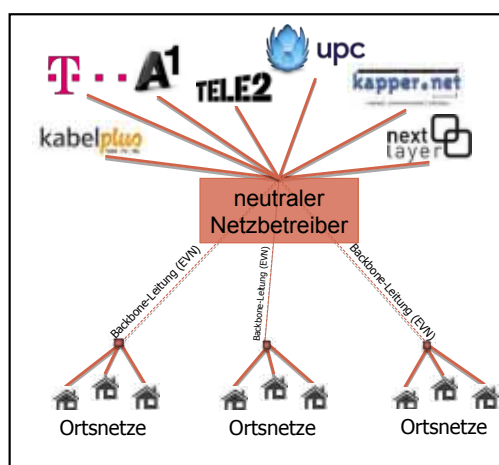 upc
T··
A1
TELE2
kapper.net
kabelplus
next
layer
neutraler
Netzbetreiber
Backbone-Leitung (EVN)
Backbone-Leitung (EVN)
Backbone-Leitung (EVN)
Ortsnetze
Ortsnetze
Ortsnetze